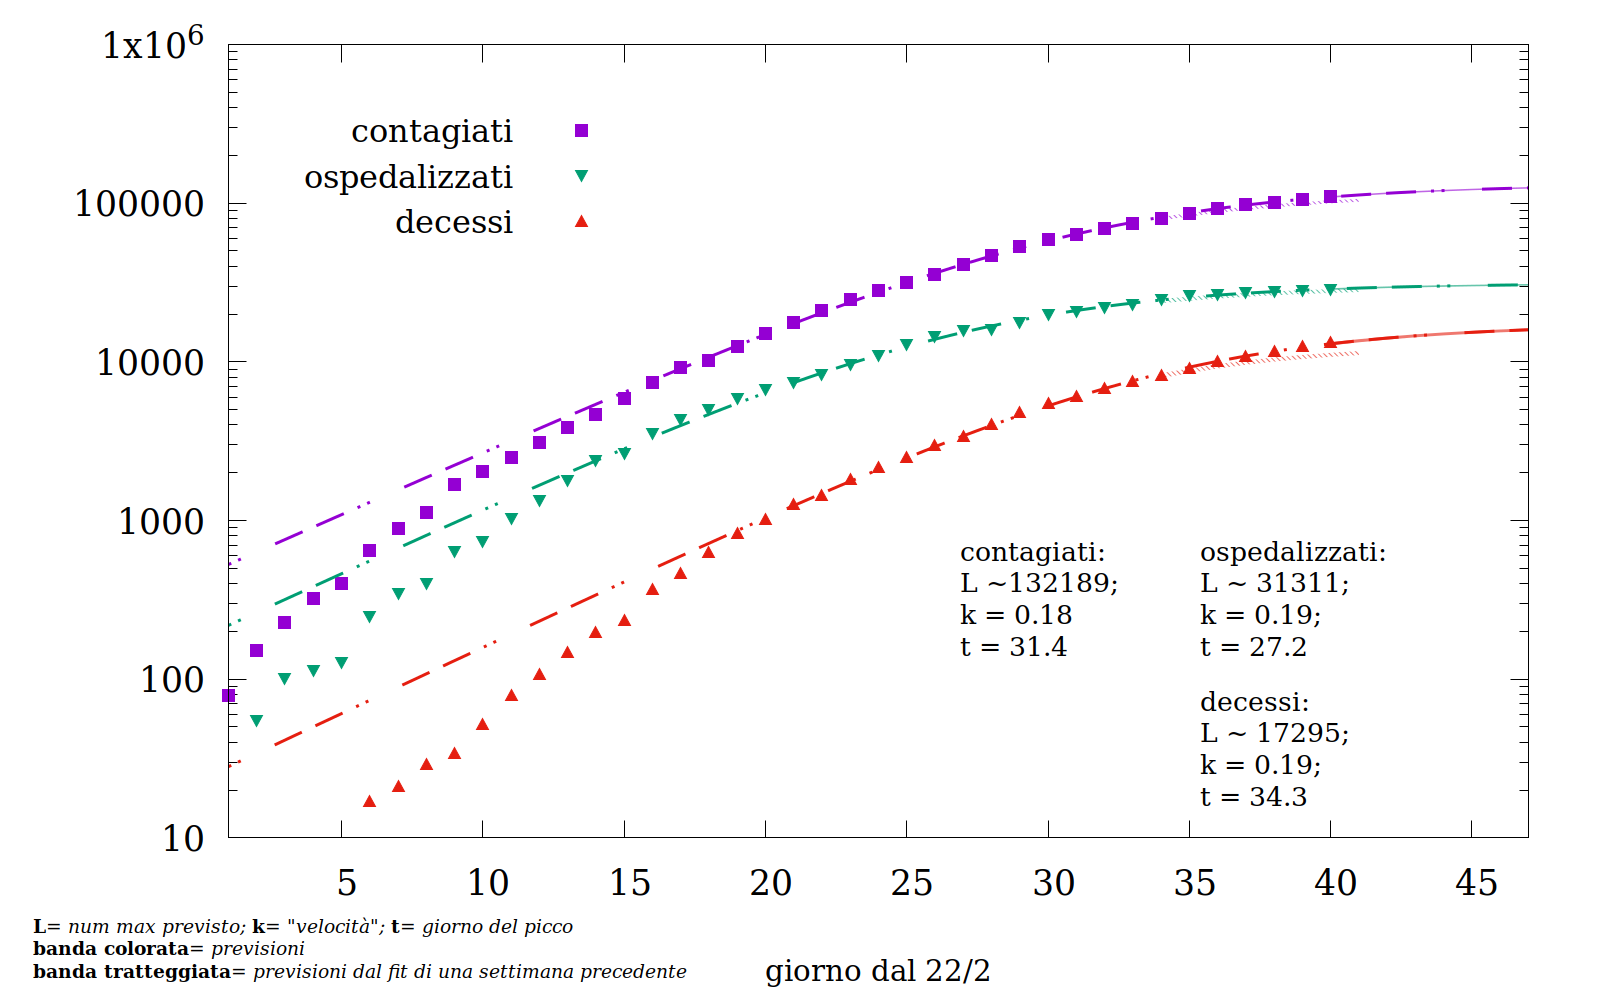 1x10⁶
100000
10000
1000
100
10
contagiati
ospedalizzati
decessi
contagiati:
L ~132189;
k = 0.18
t = 31.4
ospedalizzati:
L ~ 31311;
k = 0.19;
t = 27.2
decessi:
L ~ 17295;
k = 0.19;
t = 34.3
5 10 15 20 25 30 35 40 45
L= num max previsto; k= "velocità"; t= giorno del picco
banda colorata= previsioni
banda tratteggiata= previsioni dal fit di una settimana precedente
giorno dal 22/2